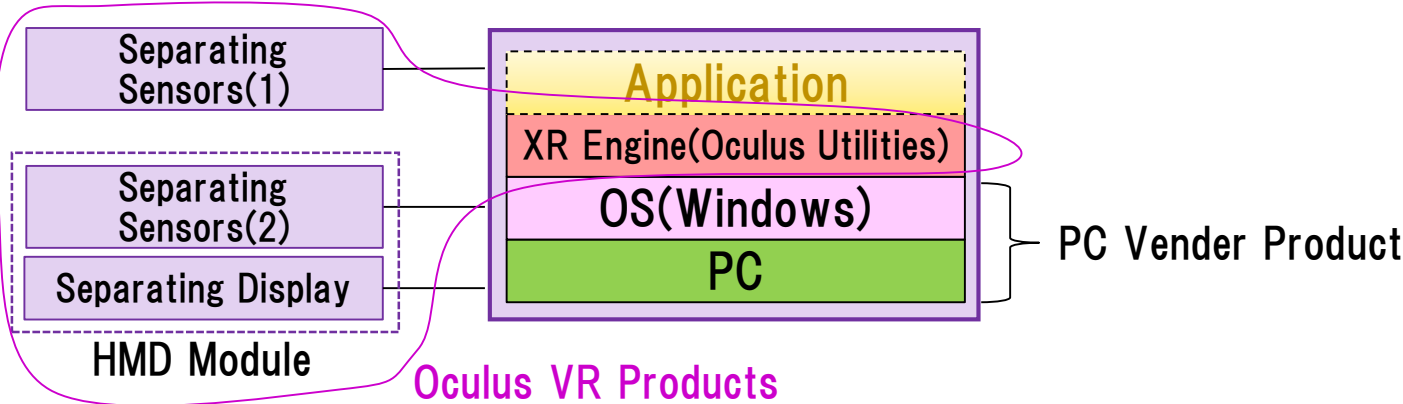 Separating
Sensors(1)
Application
XR Engine(Oculus Utilities)
Separating
Sensors(2)
OS(Windows)
PC
PC Vender Product
Separating Display
HMD Module
Oculus VR Products